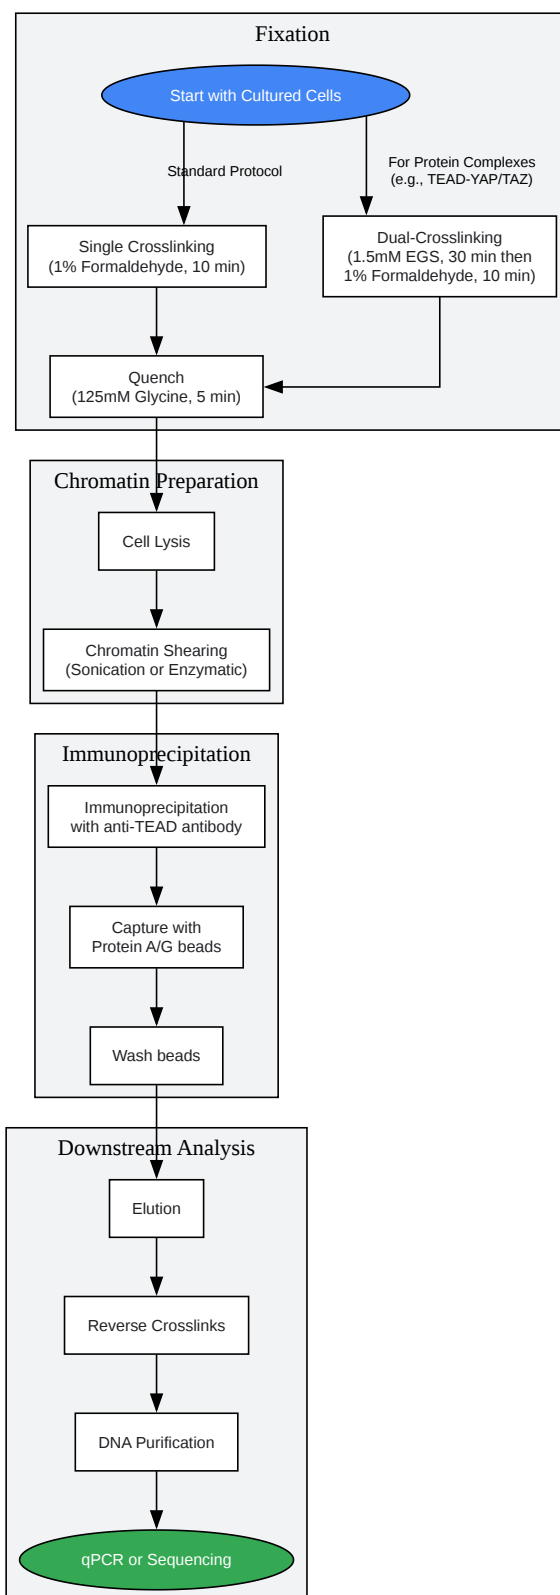 Fixation
Start with Cultured Cells
Standard Protocol
For Protein Complexes
(e.g., TEAD-YAP/TAZ)
Single Crosslinking
(1% Formaldehyde, 10 min)
Dual-Crosslinking
(1.5mM EGS, 30 min then
1% Formaldehyde, 10 min)
Quench
(125mM Glycine, 5 min)
Chromatin Preparation
Cell Lysis
Chromatin Shearing
(Sonication or Enzymatic)
Immunoprecipitation
Immunoprecipitation
with anti-TEAD antibody
Capture with
Protein A/G beads
Wash beads
Downstream Analysis
Elution
Reverse Crosslinks
DNA Purification
qPCR or Sequencing